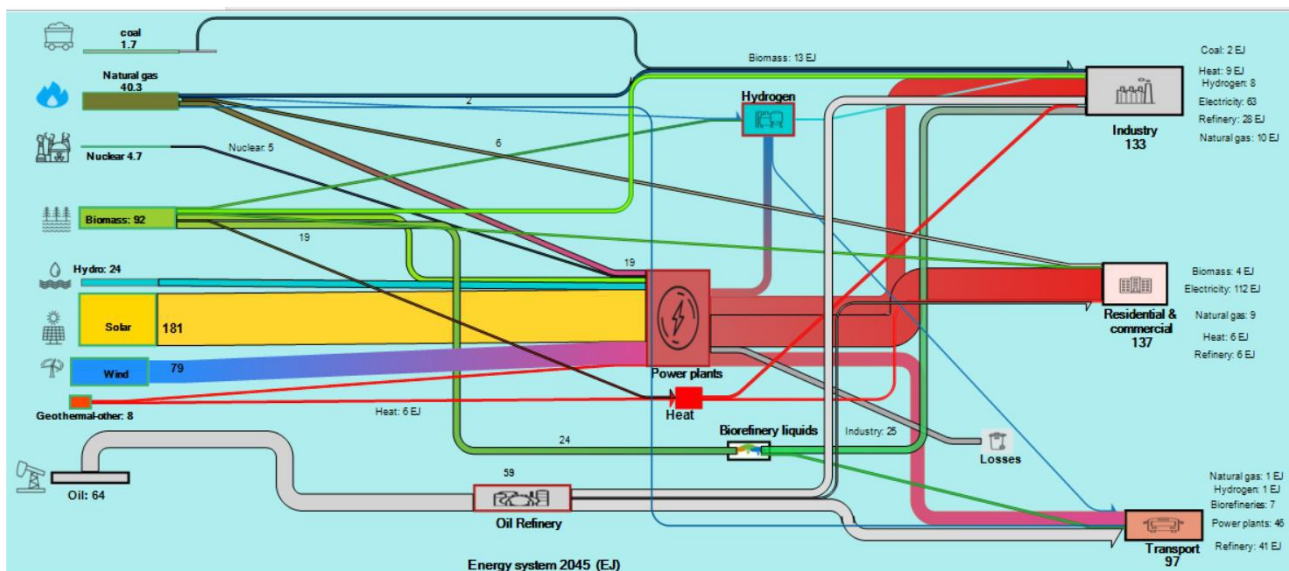 coal
1.7
Natural gas
40.3
Nuclear 4.7
Biomass: 92
Hydro: 24
Solar
181
Wind
79
Geothermal-other: 8
Oil: 64
Nuclear: 5
19
2
6
Biomass: 13 EJ
19
Hydrogen
Power plants
Heat: 6 EJ
Heat
Biorefinery liquids
24
Industry: 25
Losses
59
Oil Refinery
Coal: 2 EJ
Heat: 9 EJ
Hydrogen: 8
Electricity: 63
Refinery: 28 EJ
Natural gas: 10 EJ
Industry
133
Biomass: 4 EJ
Electricity: 112 EJ
Natural gas: 9
Heat: 6 EJ
Refinery: 6 EJ
Residential &
commercial
137
Natural gas: 1 EJ
Hydrogen: 1 EJ
Biorefineries: 7
Power plants: 46
Refinery: 41 EJ
Transport
97
Energy system 2045 (EJ)